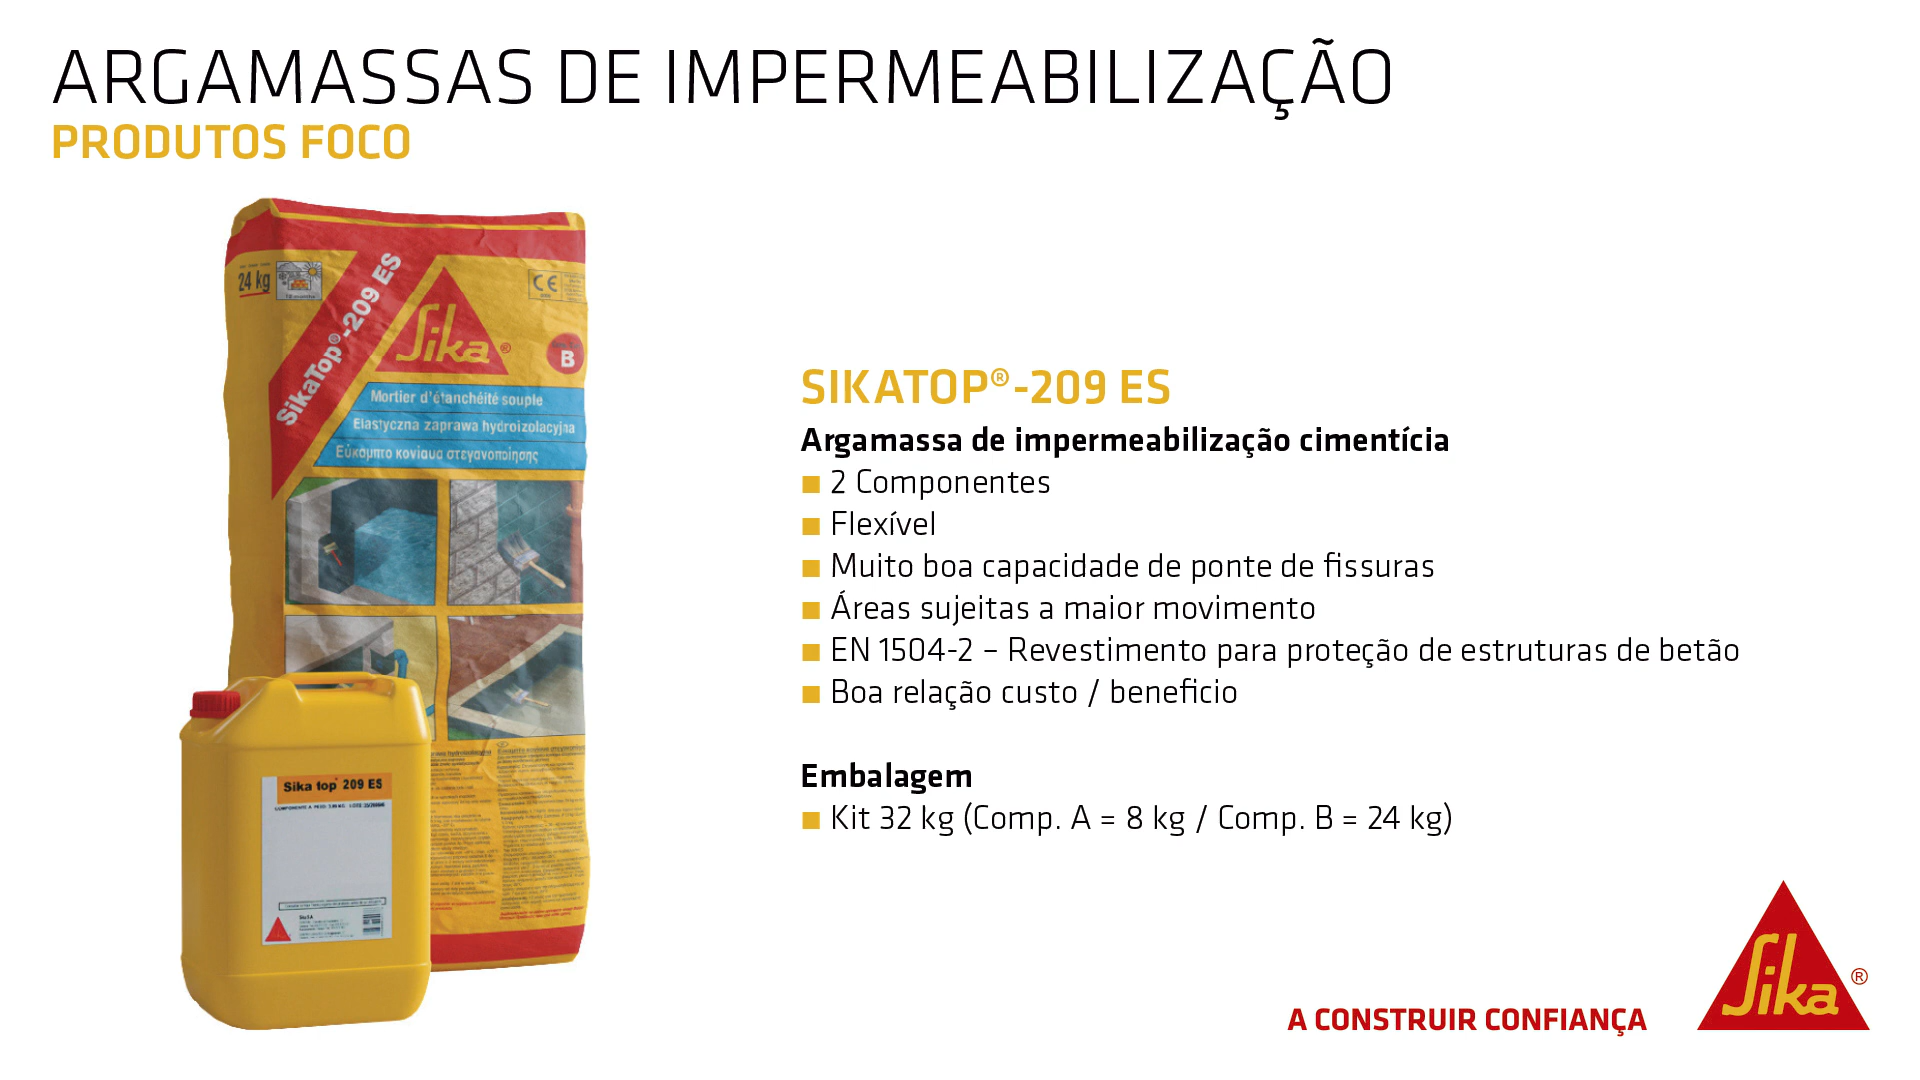 ARGAMASSAS DE IMPERMEABILIZAÇÃO
PRODUTOS FOCO
24 kg
SikaTop®-209 ES
CE
Sika®
B
Mortier d'étanchéité souple
Elastyczna zaprawa hydroizolacyjna
Εύκαμπτο κονίαμα στεγανοποίησης
Sika top 209 ES
SIKATOP®-209 ES
Argamassa de impermeabilização cimentícia
■ 2 Componentes
■ Flexível
■ Muito boa capacidade de ponte de fissuras
■ Áreas sujeitas a maior movimento
■ EN 1504-2 – Revestimento para proteção de estruturas de betão
■ Boa relação custo / beneficio
Embalagem
■ Kit 32 kg (Comp. A = 8 kg / Comp. B = 24 kg)
A CONSTRUIR CONFIANÇA
Sika®